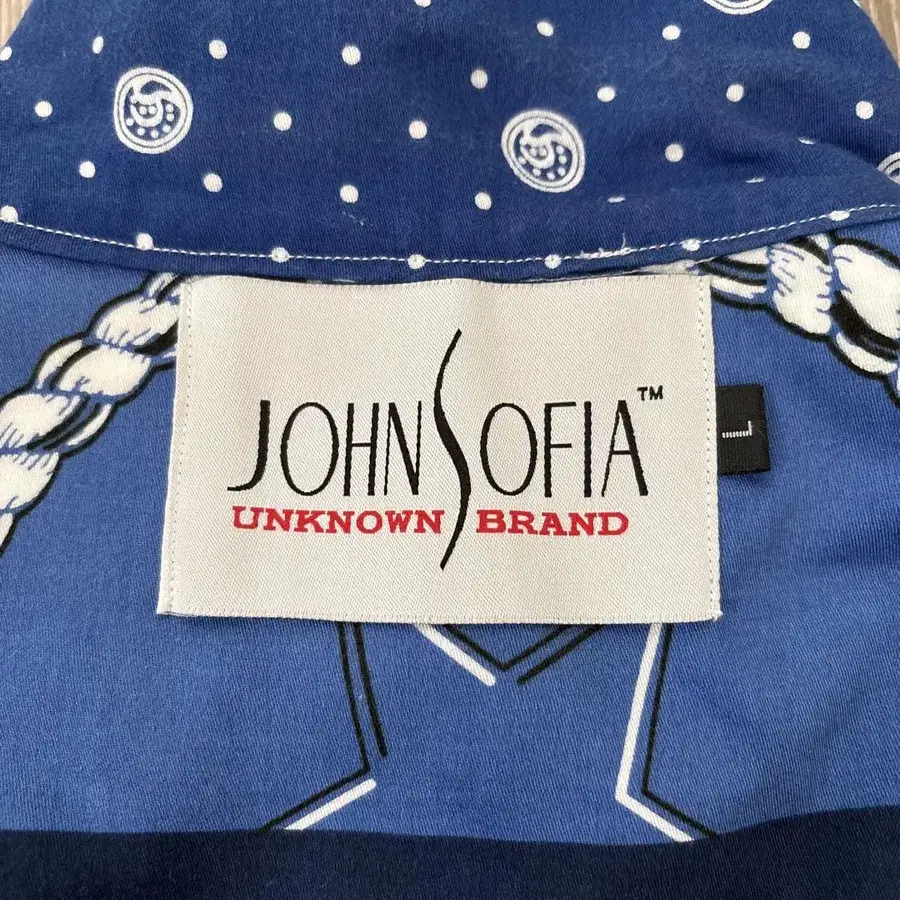 JOHN SOFIA™
UNKNOWN BRAND
L